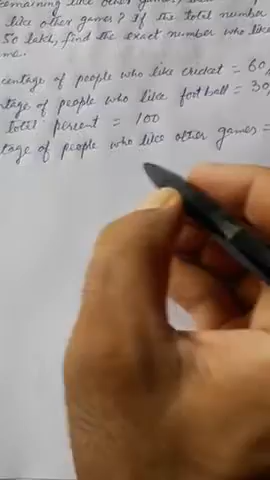 remaining like other games, then
like other games? If the total number
50 lakh, find the exact number who like
me..
centage of people who like cricket = 60
ntage of people who like football = 30
total percent = 100
tage of people who like other games =